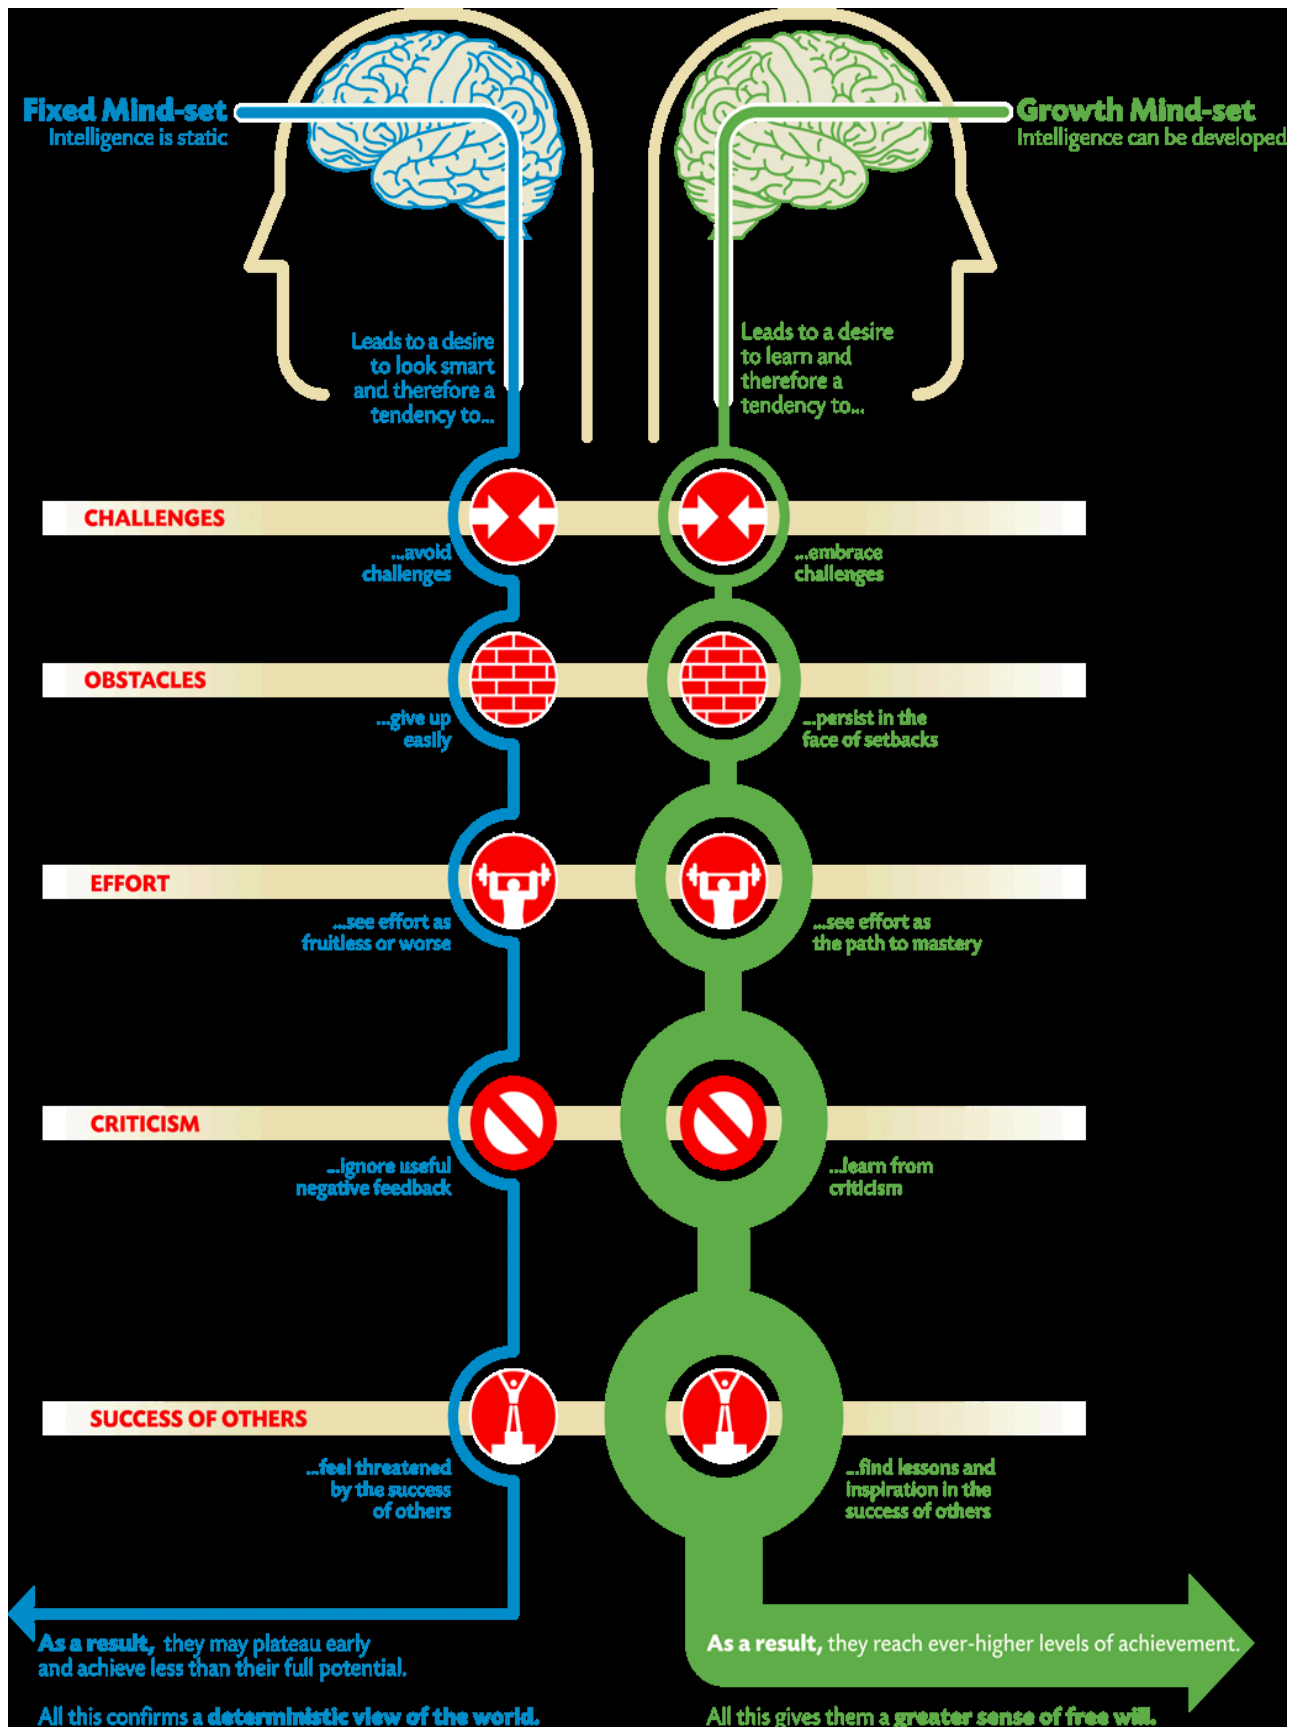 Fixed Mind-set
Intelligence is static
Growth Mind-set
Intelligence can be developed
Leads to a desire
to look smart
and therefore a
tendency to...
Leads to a desire
to learn and
therefore a
tendency to...
CHALLENGES
...avoid
challenges
...embrace
challenges
OBSTACLES
...give up
easily
...persist in the
face of setbacks
EFFORT
...see effort as
fruitless or worse
...see effort as
the path to mastery
CRITICISM
...ignore useful
negative feedback
...learn from
criticism
SUCCESS OF OTHERS
...feel threatened
by the success
of others
...find lessons and
inspiration in the
success of others
As a result, they may plateau early
and achieve less than their full potential.
All this confirms a deterministic view of the world.
As a result, they reach ever-higher levels of achievement.
All this gives them a greater sense of free will.